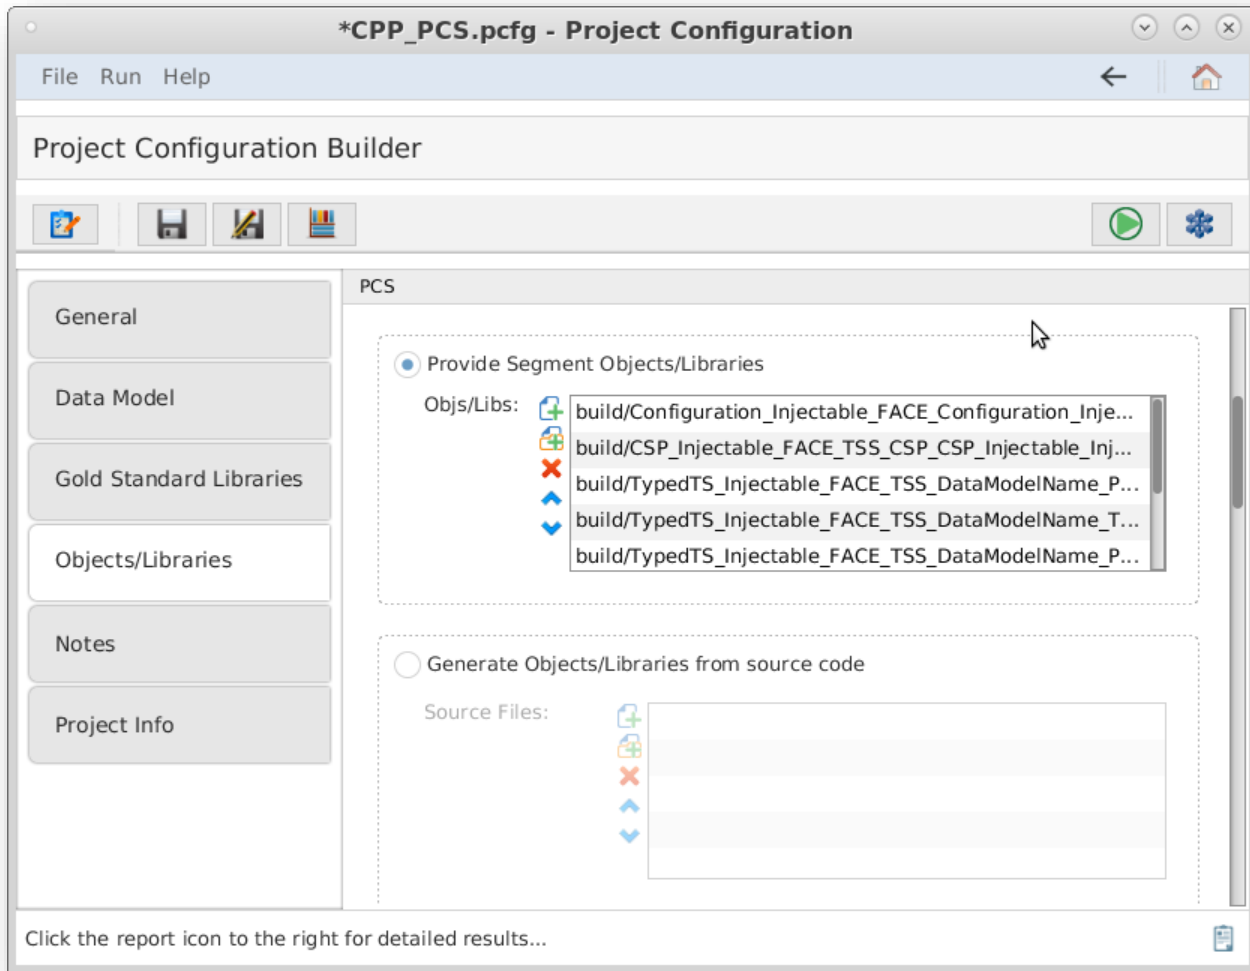 *CPP_PCS.pcfg - Project Configuration
File Run Help
Project Configuration Builder
PCS
General
Data Model
Gold Standard Libraries
Objects/Libraries
Notes
Project Info
Provide Segment Objects/Libraries
Objs/Libs:
build/Configuration_Injectable_FACE_Configuration_Inje...
build/CSP_Injectable_FACE_TSS_CSP_CSP_Injectable_Inj...
build/TypedTS_Injectable_FACE_TSS_DataModelName_P...
build/TypedTS_Injectable_FACE_TSS_DataModelName_T...
build/TypedTS_Injectable_FACE_TSS_DataModelName_P...
Generate Objects/Libraries from source code
Source Files:
Click the report icon to the right for detailed results...